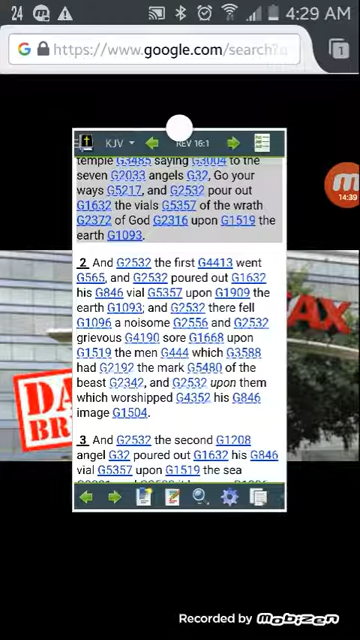 24
4:29 AM
https://www.google.com/search?
1
KJV
REV 16:1
14:39
temple G3485 saying G3004 to the
seven G2033 angels G32, Go your
ways G5217, and G2532 pour out
G1632 the vials G5357 of the wrath
G2372 of God G2316 upon G1519 the
earth G1093.
2 And G2532 the first G4413 went
G565, and G2532 poured out G1632
his G846 vial G5357 upon G1909 the
earth G1093; and G2532 there fell
G1096 a noisome G2556 and G2532
grievous G4190 sore G1668 upon
G1519 the men G444 which G3588
had G2192 the mark G5480 of the
beast G2342, and G2532 upon them
which worshipped G4352 his G846
image G1504.
AX
DA
BR
3 And G2532 the second G1208
angel G32 poured out G1632 his G846
vial G5357 upon G1519 the sea
Recorded by Mobizen